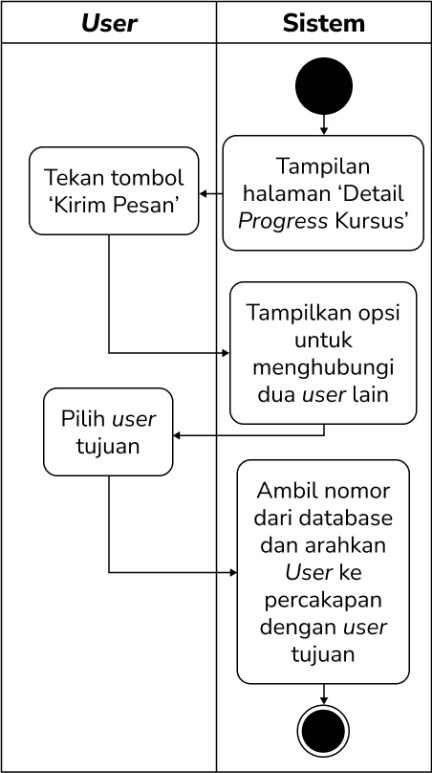 User
Sistem
Tampilan
halaman ‘Detail
Progress Kursus’
Tekan tombol
‘Kirim Pesan’
Tampilkan opsi
untuk
menghubungi
dua user lain
Pilih user
tujuan
Ambil nomor
dari database
dan arahkan
User ke
percakapan
dengan user
tujuan